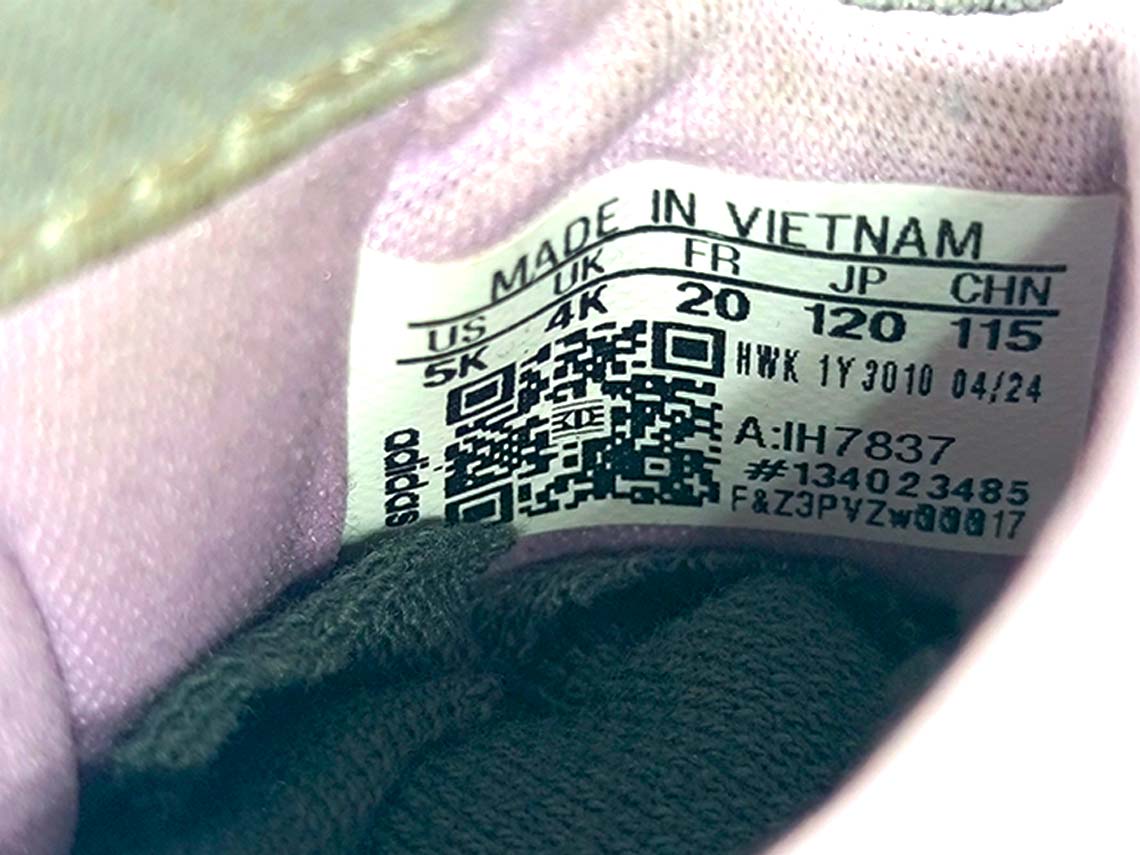 MADE IN VIETNAM
US UK FR JP CHN
5K 4K 20 120 115
HWK 1Y3010 04/24
A:IH7837
#134023485
adidas